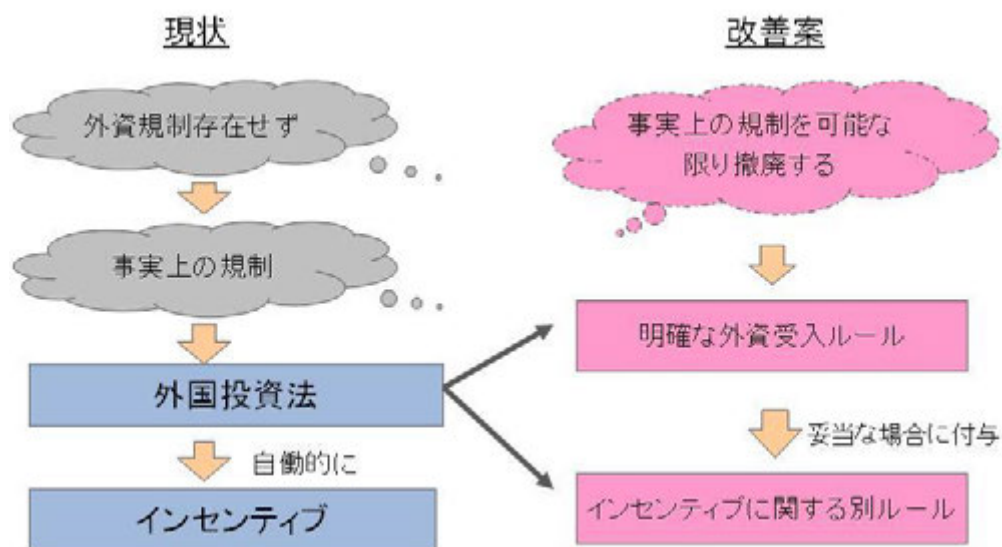 現状
外資規制存在せず
事実上の規制
外国投資法
自働的に
インセンティブ
改善案
事実上の規制を可能な
限り撤廃する
明確な外資受入ルール
妥当な場合に付与
インセンティブに関する別ルール